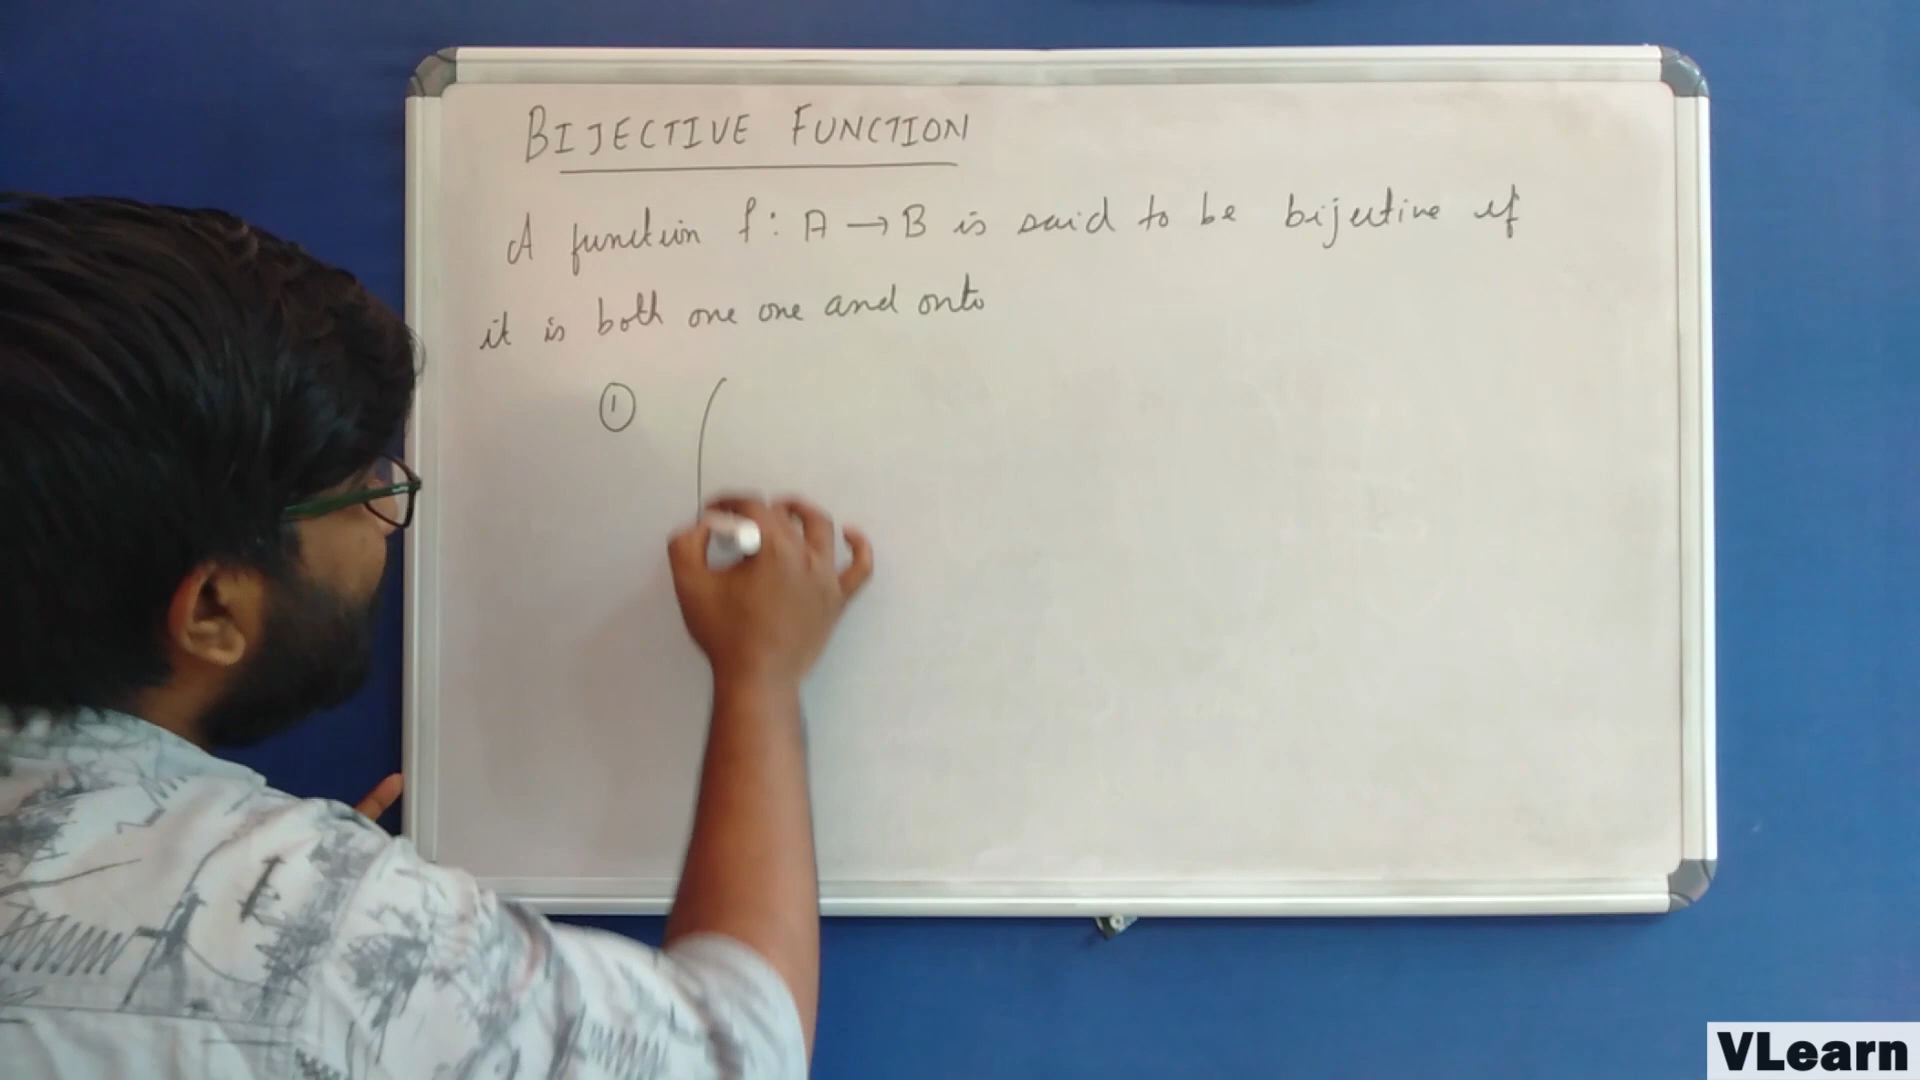 BIJECTIVE FUNCTION
A function f: A → B is said to be bijective if
it is both one one and onto
①
VLearn